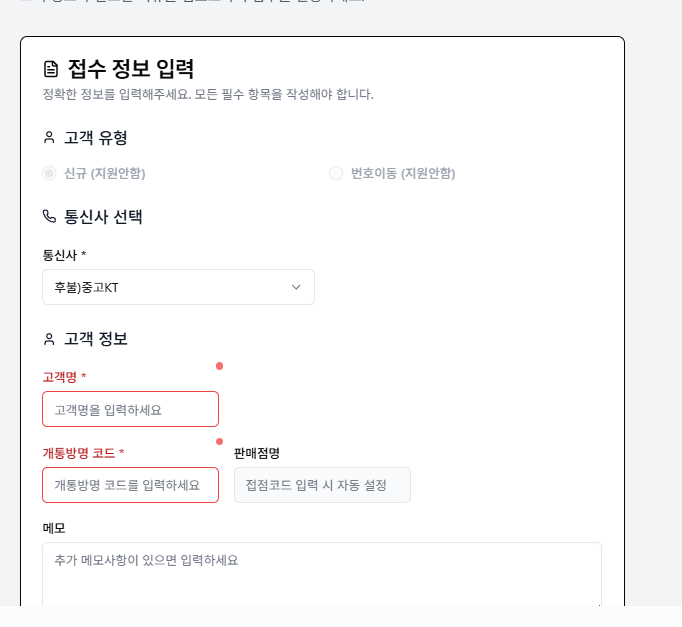 접수 정보 입력
정확한 정보를 입력해주세요. 모든 필수 항목을 작성해야 합니다.
고객 유형
신규 (지원안함)
번호이동 (지원안함)
통신사 선택
통신사 *
후불)중고KT
고객 정보
고객명 *
고객명을 입력하세요
개통방명 코드 *
판매점명
개통방명 코드를 입력하세요
접점코드 입력 시 자동 설정
메모
추가 메모사항이 있으면 입력하세요